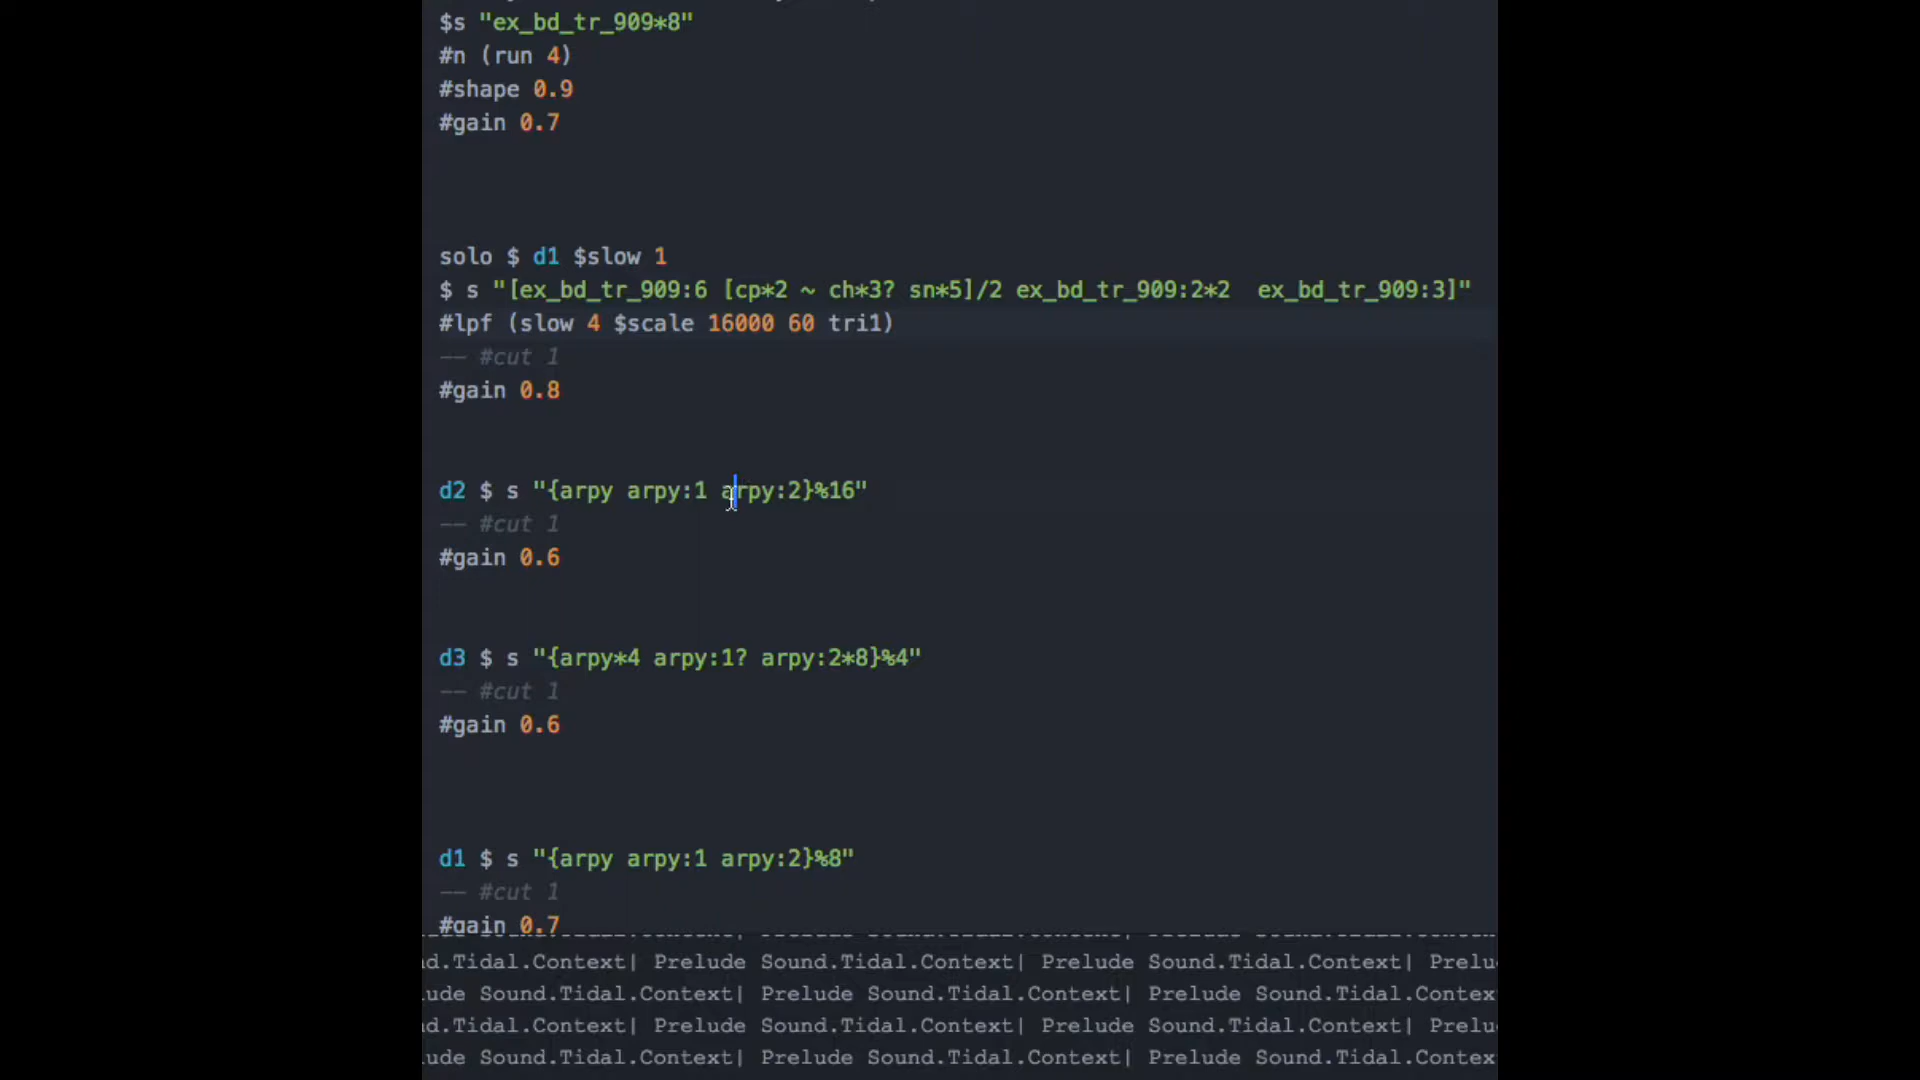 $s "ex_bd_tr_909*8"
#n (run 4)
#shape 0.9
#gain 0.7
solo $ d1 $slow 1
$ s "[ex_bd_tr_909:6 [cp*2 ~ ch*3? sn*5]/2 ex_bd_tr_909:2*2  ex_bd_tr_909:3]"
#lpf (slow 4 $scale 16000 60 tri1)
-- #cut 1
#gain 0.8
d2 $ s "{arpy arpy:1 arpy:2}%16"
-- #cut 1
#gain 0.6
d3 $ s "{arpy*4 arpy:1? arpy:2*8}%4"
-- #cut 1
#gain 0.6
d1 $ s "{arpy arpy:1 arpy:2}%8"
-- #cut 1
#gain 0.7
d.Tidal.Context| Prelude Sound.Tidal.Context| Prelude Sound.Tidal.Context| Prelu
ude Sound.Tidal.Context| Prelude Sound.Tidal.Context| Prelude Sound.Tidal.Contex
d.Tidal.Context| Prelude Sound.Tidal.Context| Prelude Sound.Tidal.Context| Prelu
ude Sound.Tidal.Context| Prelude Sound.Tidal.Context| Prelude Sound.Tidal.Contex